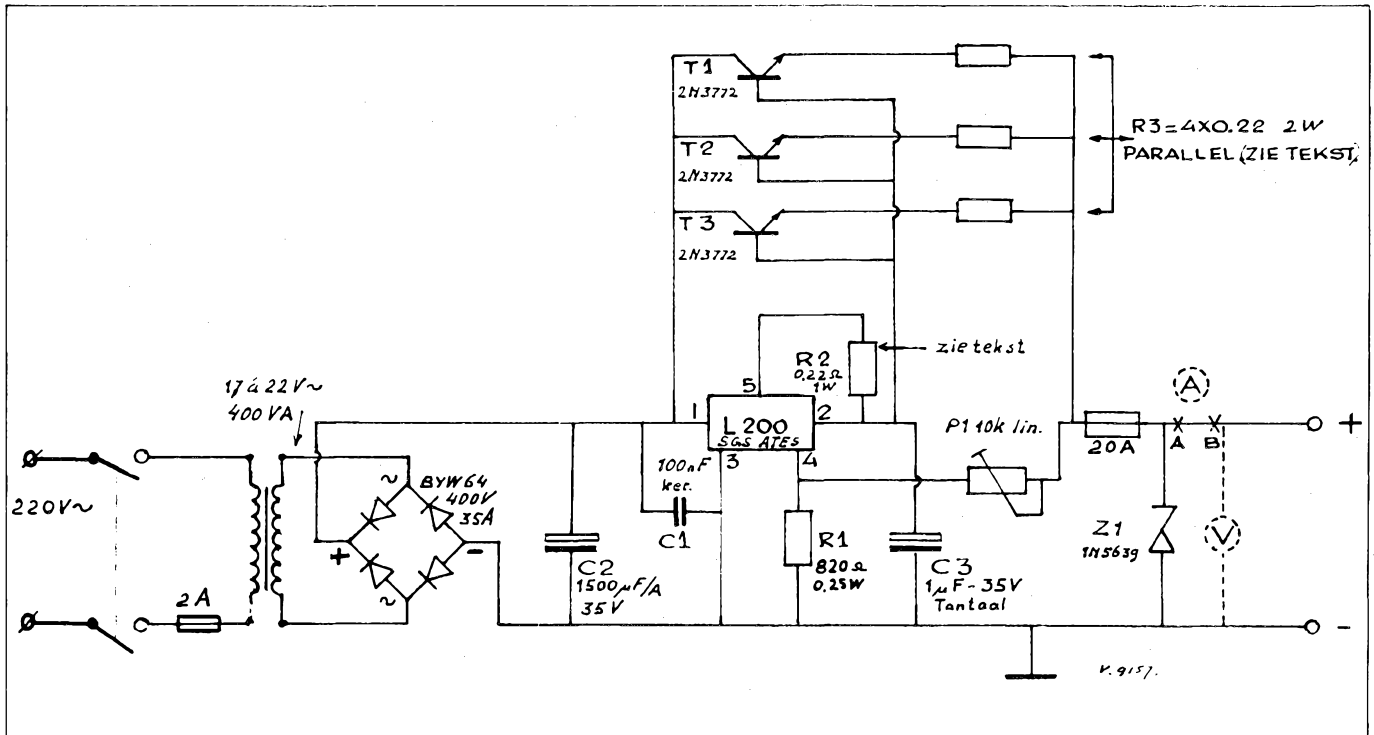 T1
2N3772
T2
2N3772
T3
2N3772
R3=4X0.22 2W
PARALLEL (ZIE TEKST)
zie tekst
R2
0.22Ω
1W
5
1
L200
2
SGS ATES
3
4
17 à 22V~
400VA
220V~
2A
~
~
BYW64
400V
35A
+
-
100nF
ker.
C1
C2
1500µF/A
35V
R1
820Ω
0.25W
C3
1µF-35V
Tantaal
P1 10k lin.
20A
A
A
B
+
Z1
1N5639
V
-